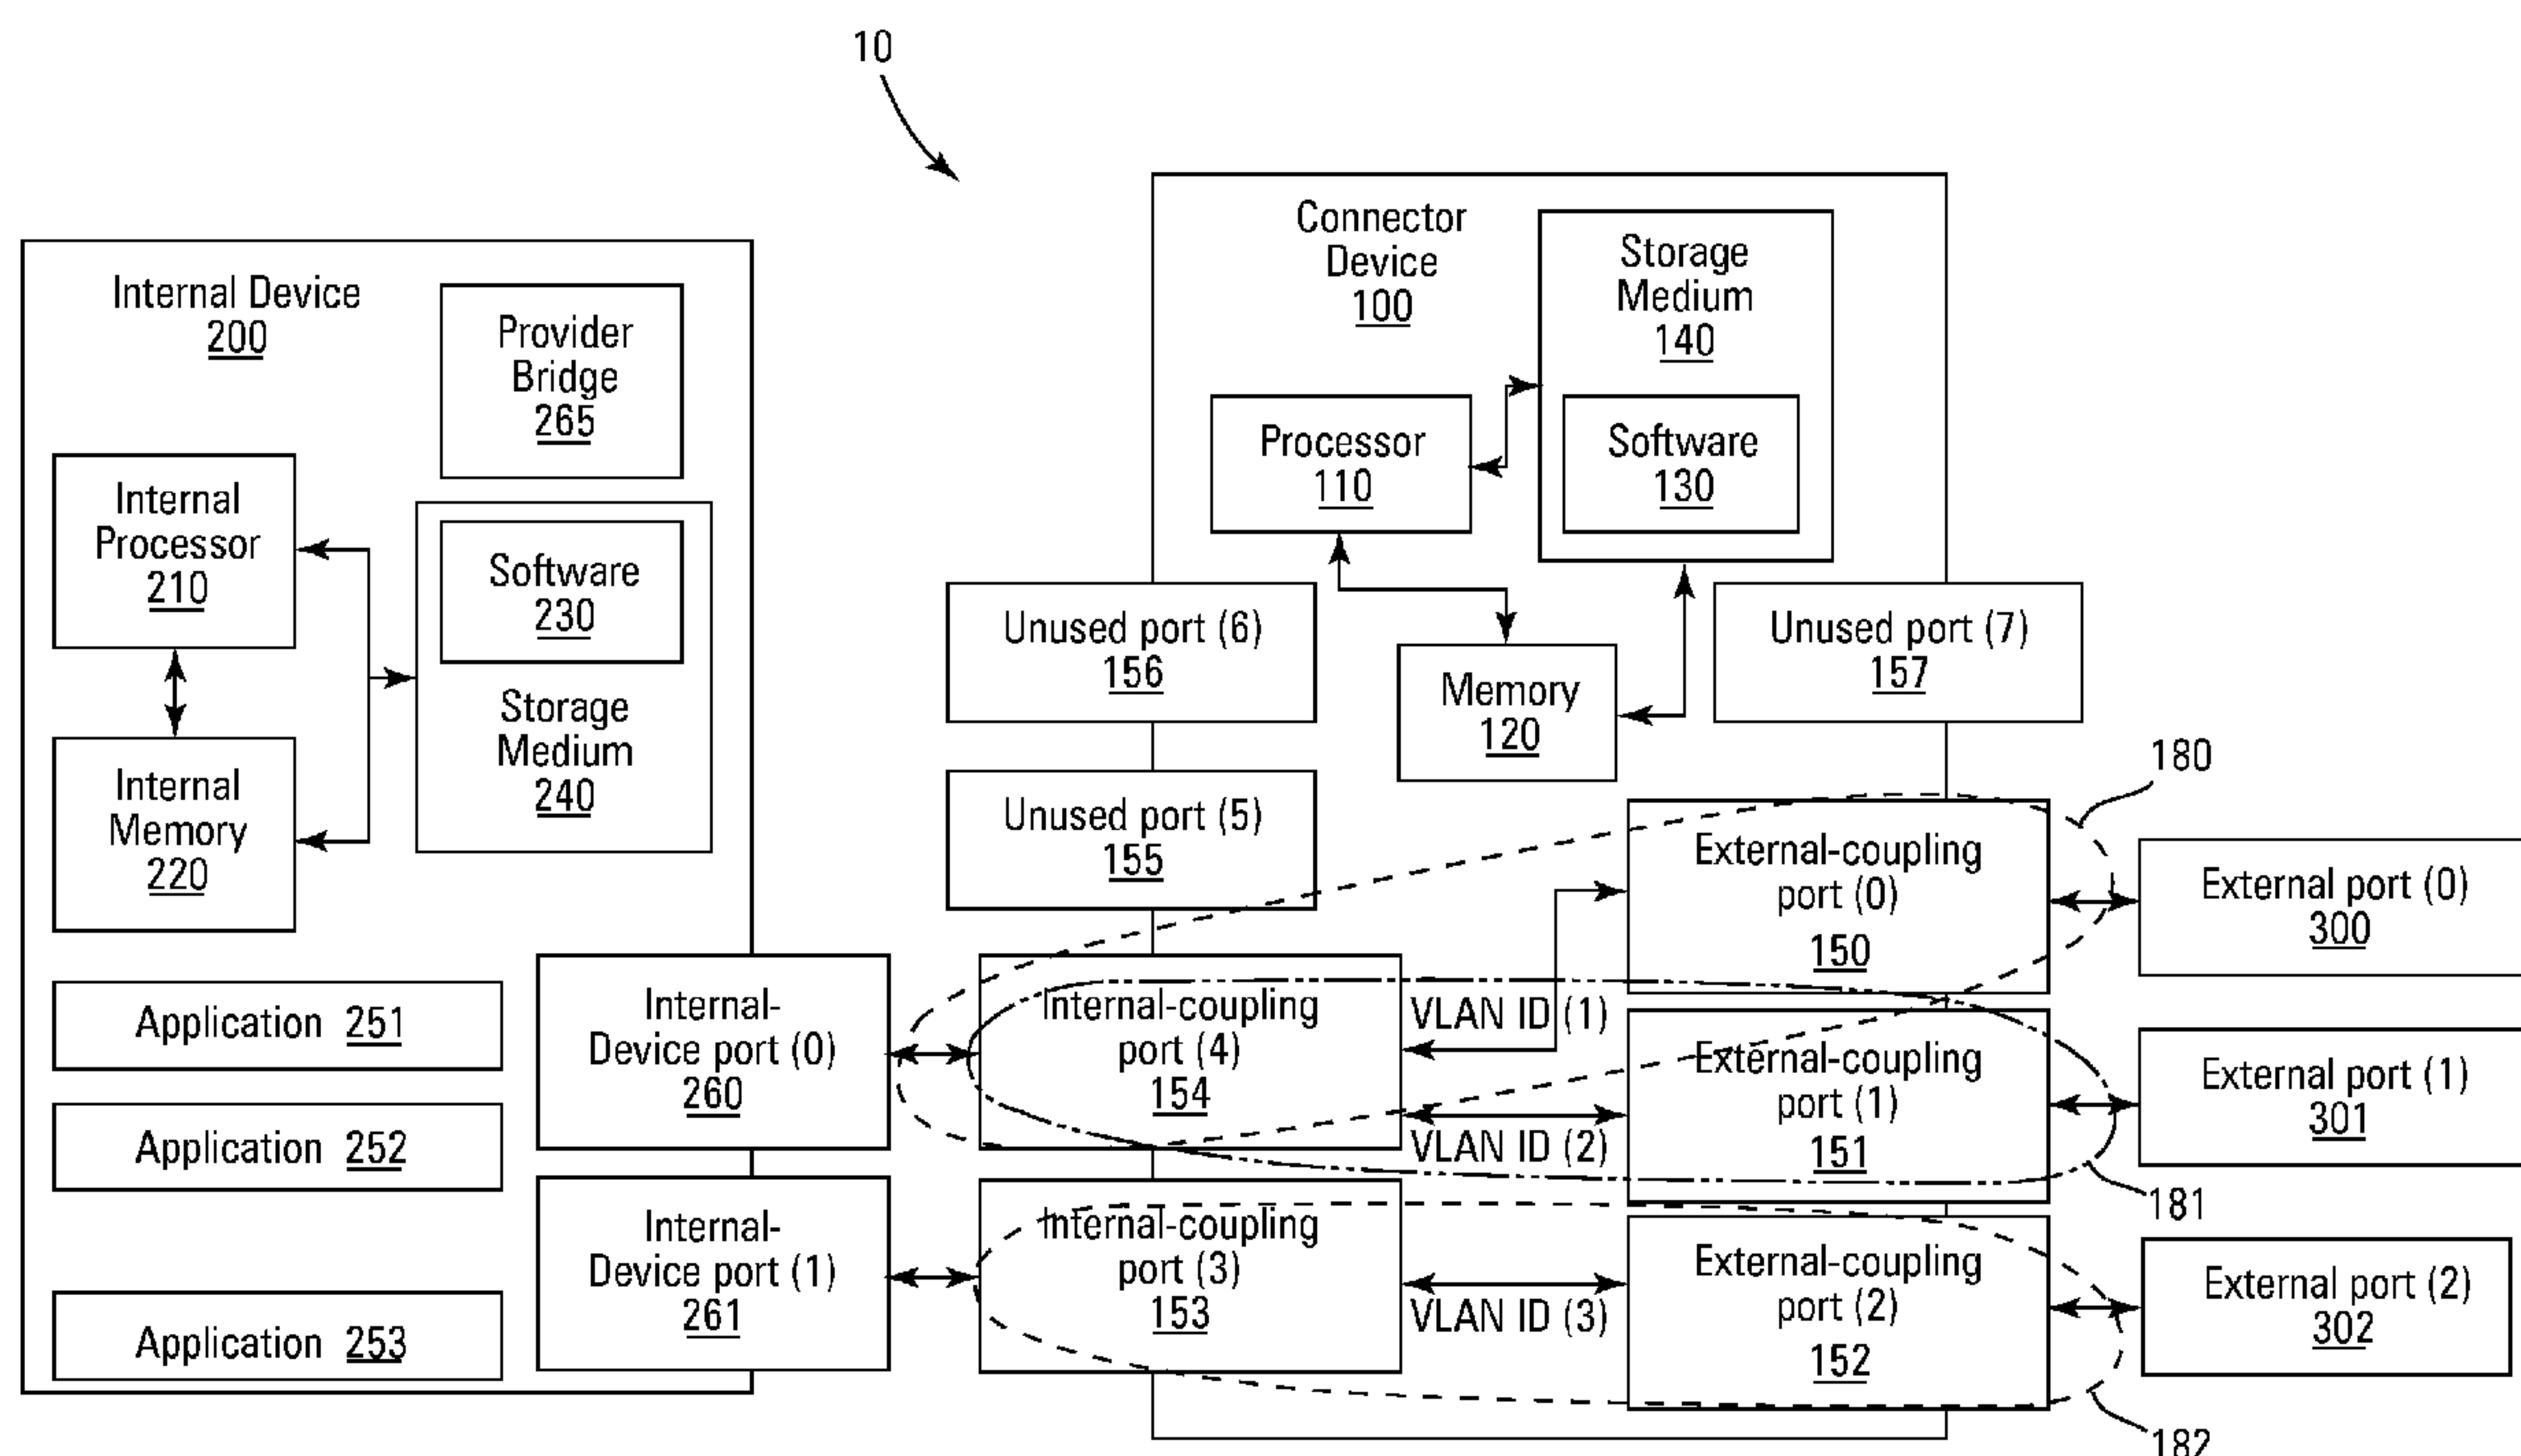 10
Internal Device
200
Provider
Bridge
265
Internal
Processor
210
Software
230
Storage
Medium
240
Internal
Memory
220
Application 251
Application 252
Application 253
Internal-
Device port (0)
260
Internal-
Device port (1)
261
Connector
Device
100
Storage
Medium
140
Processor
110
Software
130
Memory
120
Unused port (6)
156
Unused port (7)
157
Unused port (5)
155
Internal-coupling
port (4)
154
Internal-coupling
port (3)
153
VLAN ID (1)
VLAN ID (2)
VLAN ID (3)
External-coupling
port (0)
150
External-coupling
port (1)
151
External-coupling
port (2)
152
180
External port (0)
300
External port (1)
301
181
External port (2)
302
182